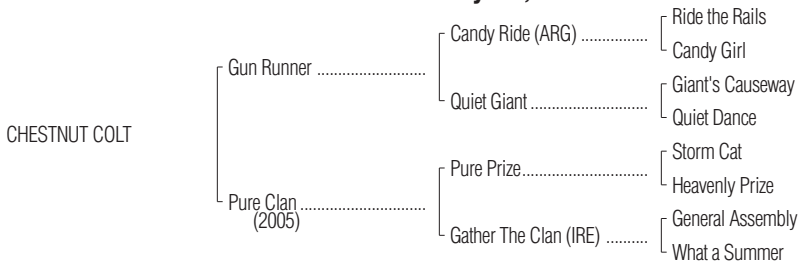 Ride the Rails
Candy Ride (ARG) ................
Candy Girl
Gun Runner ..........................
Giant's Causeway
Quiet Giant............................
Quiet Dance
CHESTNUT COLT
Storm Cat
Pure Prize..............................
Heavenly Prize
Pure Clan ..............................
(2005)
General Assembly
Gather The Clan (IRE) ..........
What a Summer